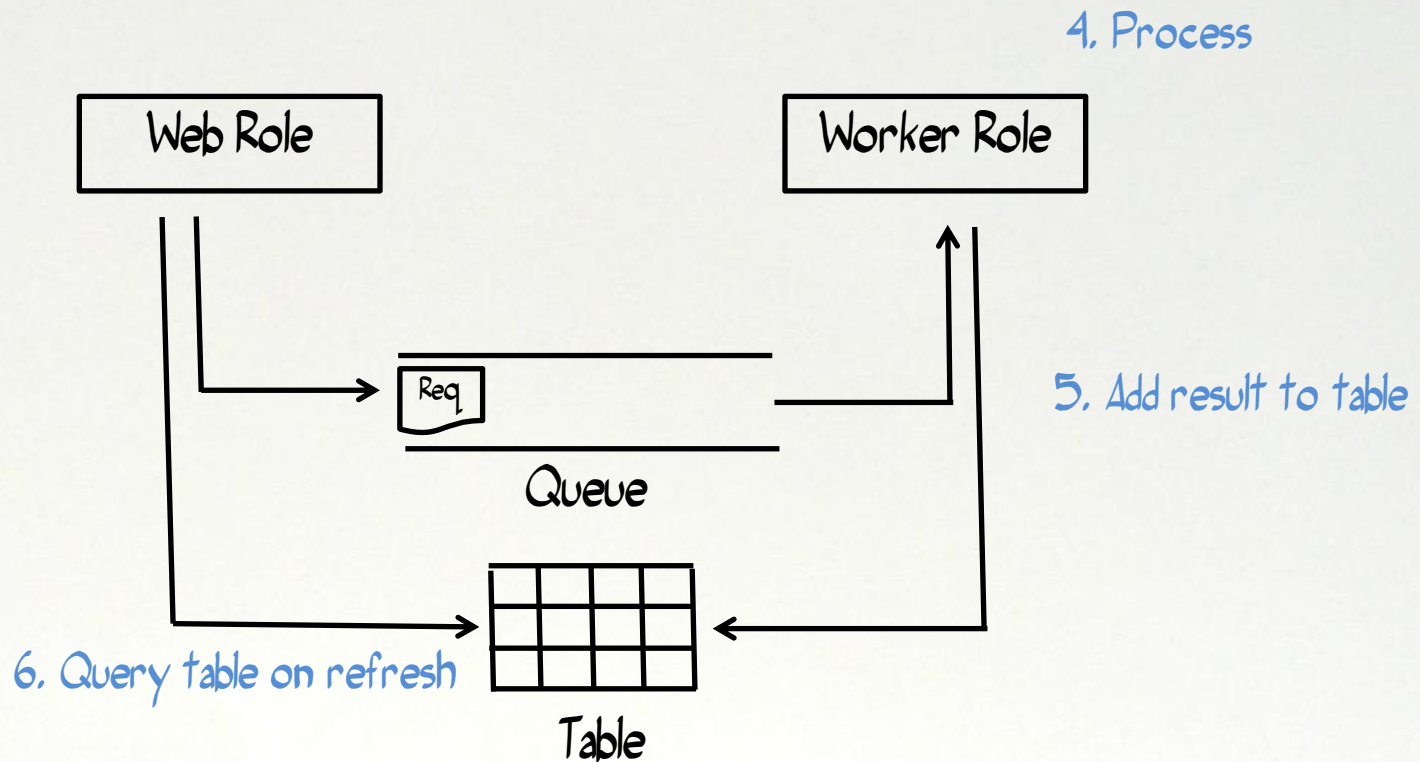 4. Process
Web Role
Worker Role
Req
5. Add result to table
Queue
6. Query table on refresh
Table